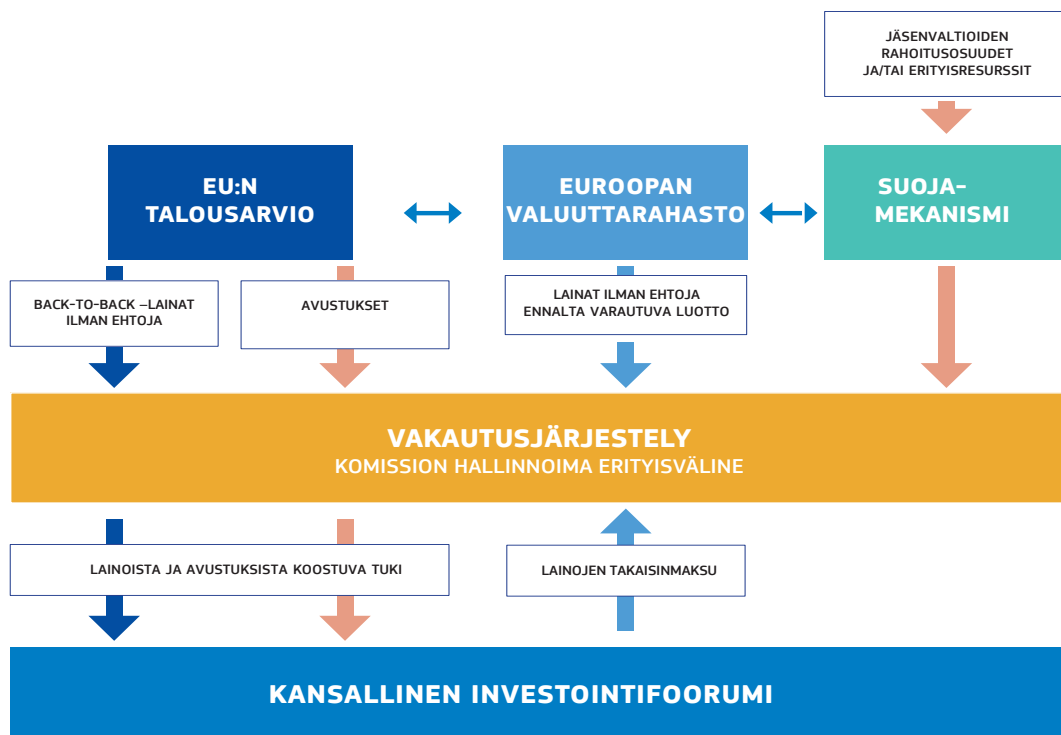 JÄSENVALTIOIDEN
RAHOITUSOSUUDET
JA/TAI ERITYISRESURSSIT
EU:N
TALOUSARVIO
EUROOPAN
VALUUTTARAHASTO
SUOJA-
MEKANISMI
BACK-TO-BACK –LAINAT
ILMAN EHTOJA
AVUSTUKSET
LAINAT ILMAN EHTOJA
ENNALTA VARAUTUVA LUOTTO
VAKAUTUSJÄRJESTELY
KOMISSION HALLINNOIMA ERITYISVÄLINE
LAINOISTA JA AVUSTUKSISTA KOOSTUVA TUKI
LAINOJEN TAKAISINMAKSU
KANSALLINEN INVESTOINTIFOORUMI